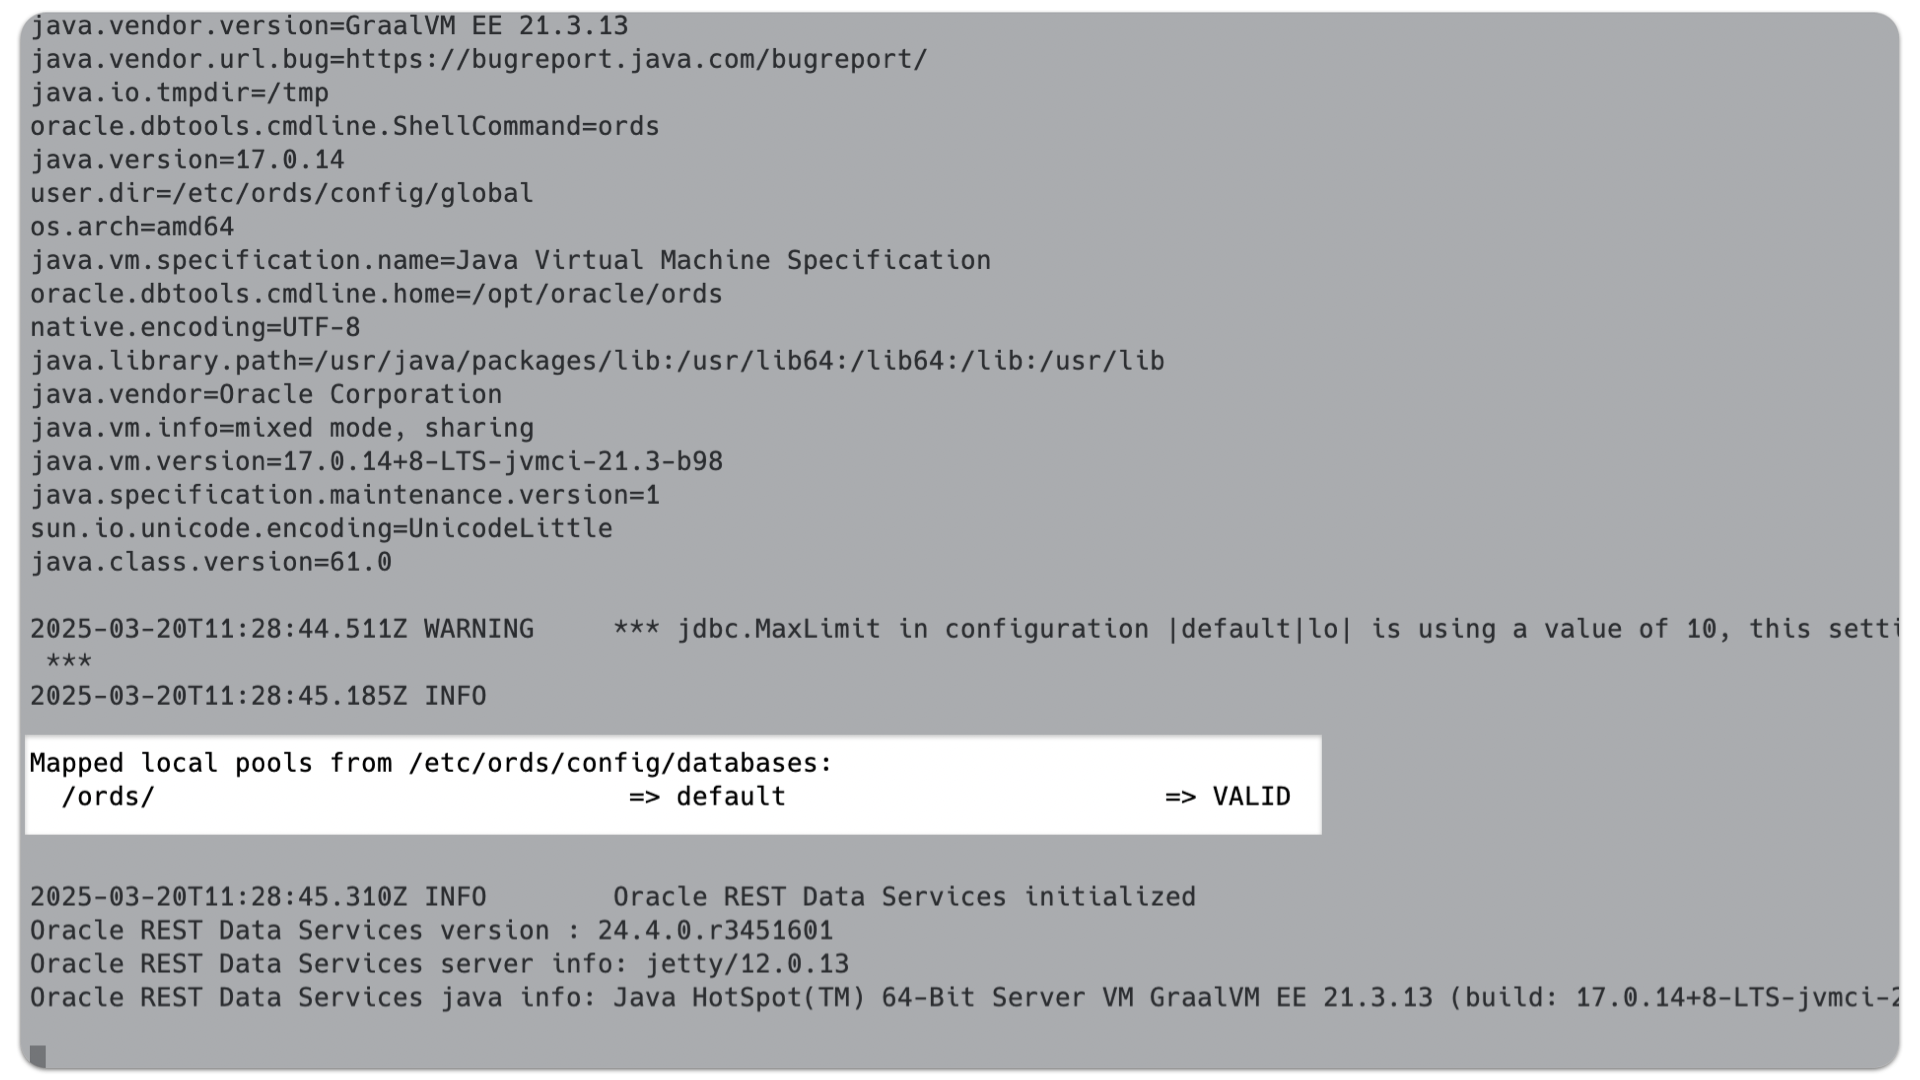 java.vendor.version=GraalVM EE 21.3.13
java.vendor.url.bug=https://bugreport.java.com/bugreport/
java.io.tmpdir=/tmp
oracle.dbtools.cmdline.ShellCommand=ords
java.version=17.0.14
user.dir=/etc/ords/config/global
os.arch=amd64
java.vm.specification.name=Java Virtual Machine Specification
oracle.dbtools.cmdline.home=/opt/oracle/ords
native.encoding=UTF-8
java.library.path=/usr/java/packages/lib:/usr/lib64:/lib64:/lib:/usr/lib
java.vendor=Oracle Corporation
java.vm.info=mixed mode, sharing
java.vm.version=17.0.14+8-LTS-jvmci-21.3-b98
java.specification.maintenance.version=1
sun.io.unicode.encoding=UnicodeLittle
java.class.version=61.0
2025-03-20T11:28:44.511Z WARNING     *** jdbc.MaxLimit in configuration |default|lo| is using a value of 10, this
 ***
2025-03-20T11:28:45.185Z INFO
Mapped local pools from /etc/ords/config/databases:
  /ords/                              => default                        => VALID
2025-03-20T11:28:45.310Z INFO        Oracle REST Data Services initialized
Oracle REST Data Services version : 24.4.0.r3451601
Oracle REST Data Services server info: jetty/12.0.13
Oracle REST Data Services java info: Java HotSpot(TM) 64-Bit Server VM GraalVM EE 21.3.13 (build: 17.0.14+8-LTS-jvmci-